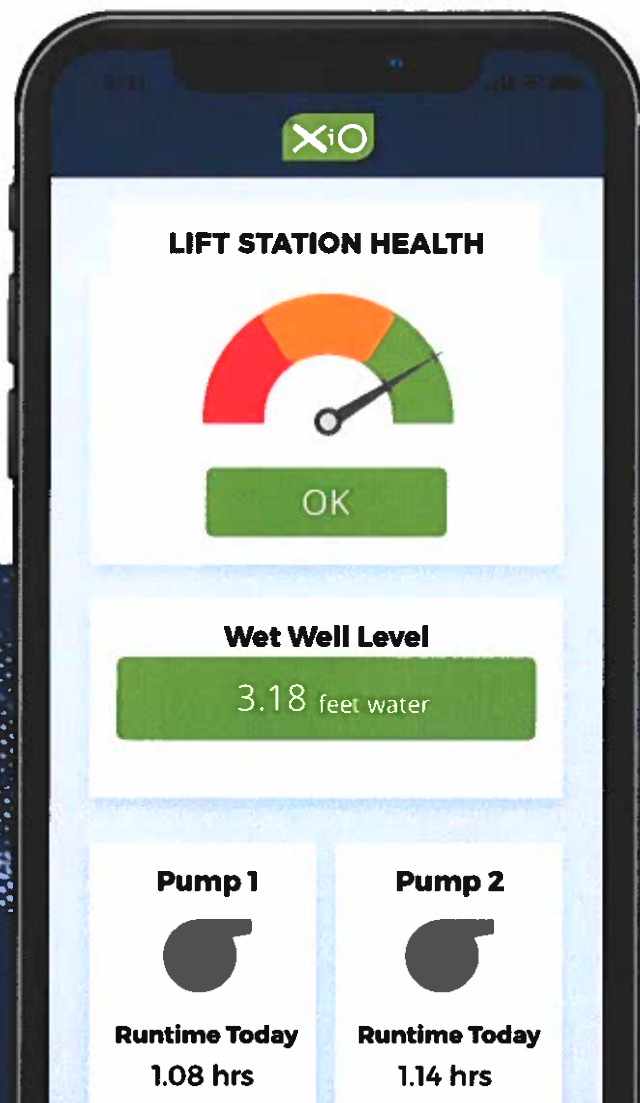 XiO
LIFT STATION HEALTH
OK
Wet Well Level
3.18 feet water
Pump 1
Pump 2
Runtime Today
Runtime Today
1.08 hrs
1.14 hrs